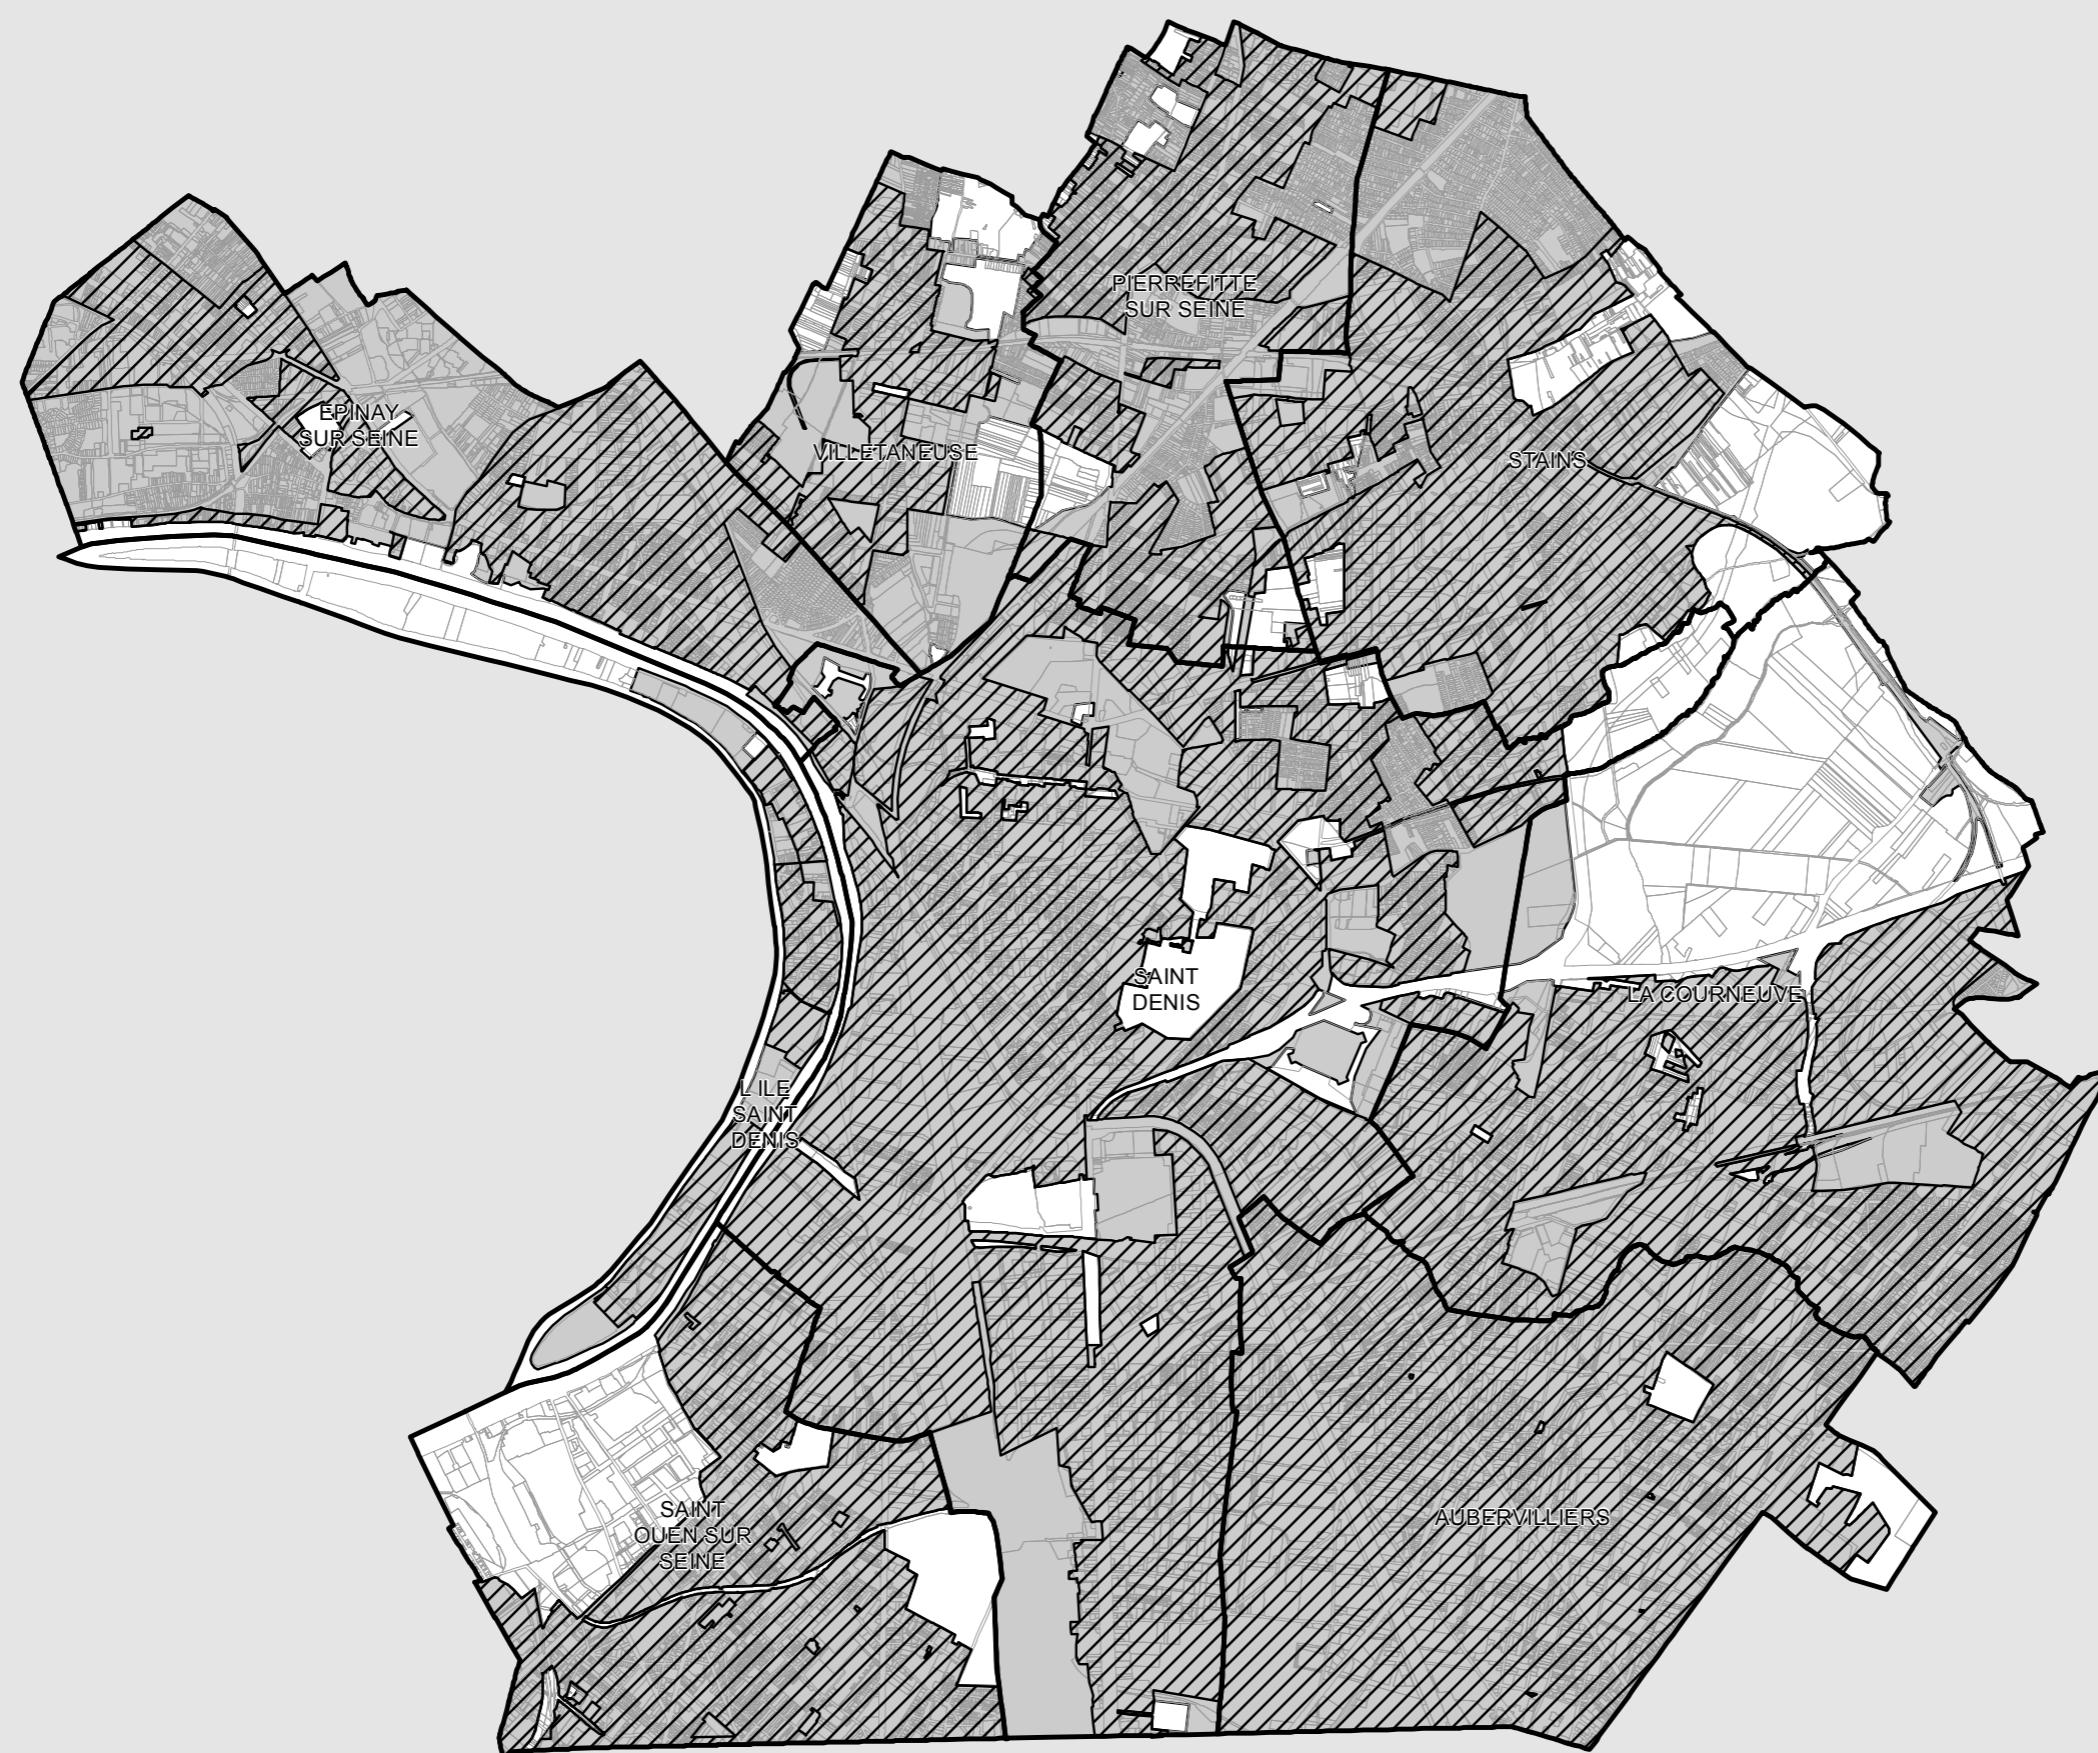 PIERREFITTE
SUR SEINE
EPINAY
SUR SEINE
VILLETANEUSE
STAINS
SAINT
DENIS
LA COURNEUVE
L ILE
SAINT
DENIS
SAINT
OUEN SUR
SEINE
AUBERVILLIERS